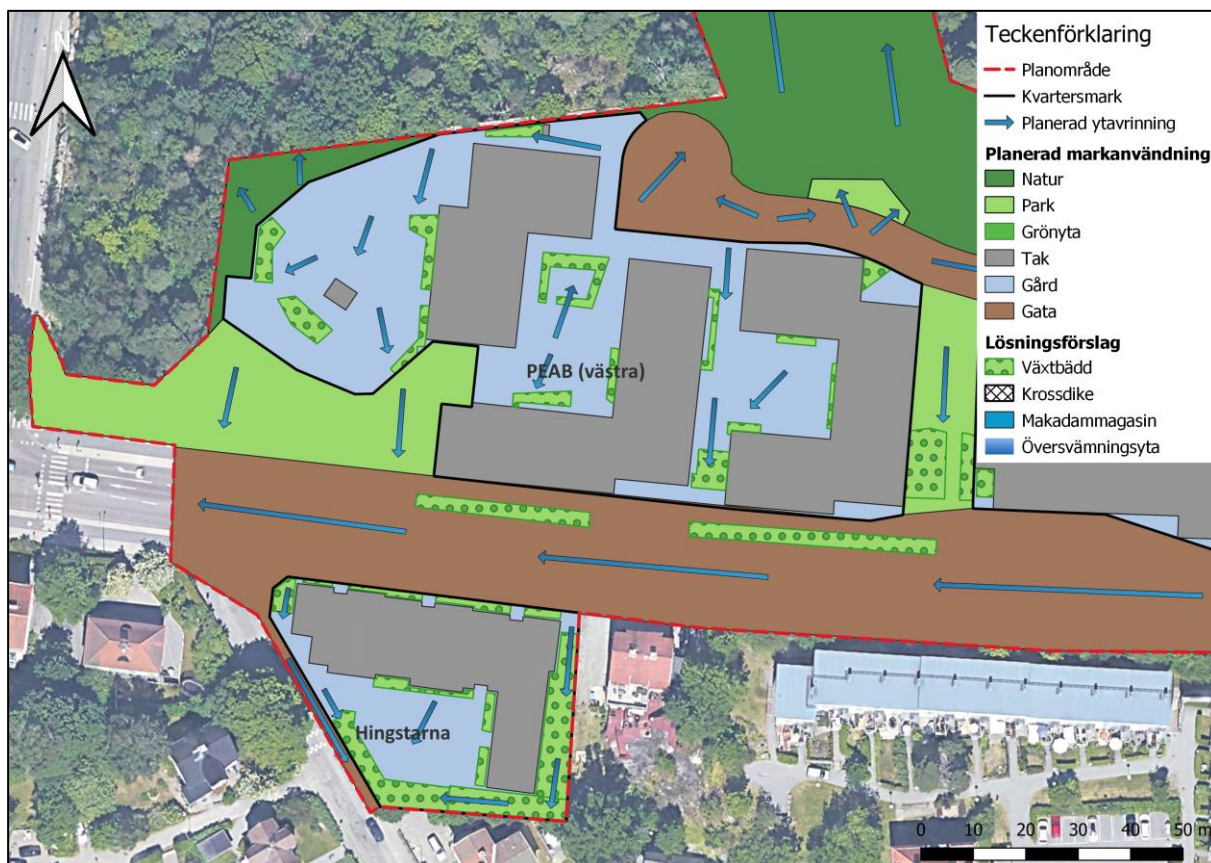 N
Teckenförklaring
Planområde
Kvartersmark
Planerad ytavrinning
Planerad markanvändning
Natur
Park
Grönyta
Tak
Gård
Gata
Lösningsförslag
Växtbädd
Krossdike
Makadammagasin
Översvämningsyta
PEAB (västra)
Hingstarna
0 10 20 30 40 50 m